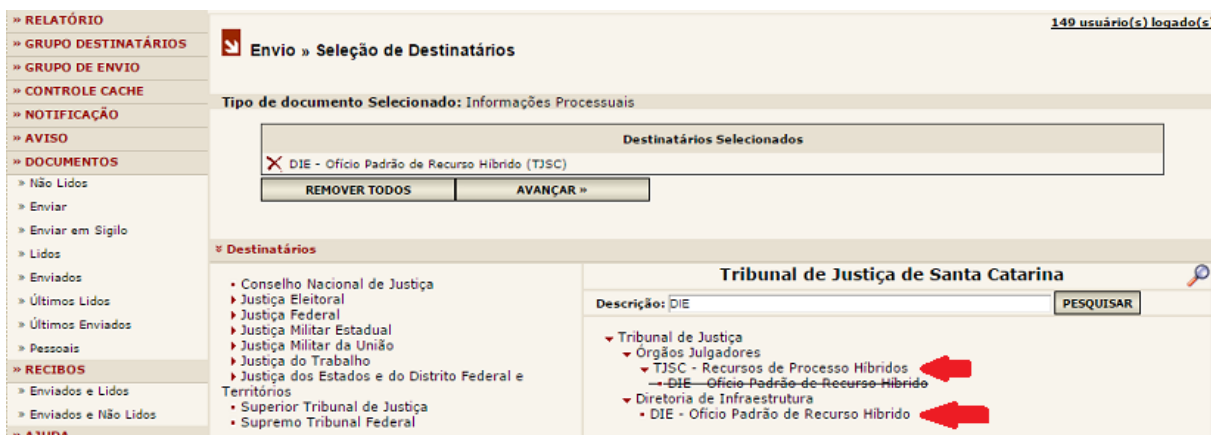 » RELATÓRIO
» GRUPO DESTINATÁRIOS
» GRUPO DE ENVIO
» CONTROLE CACHE
» NOTIFICAÇÃO
» AVISO
» DOCUMENTOS
» Não Lidos
» Enviar
» Enviar em Sigilo
» Lidos
» Enviados
» Últimos Lidos
» Últimos Enviados
» Pessoais
» RECIBOS
» Enviados e Lidos
» Enviados e Não Lidos
» AJUDA
149 usuário(s) logado(s)
Envio » Seleção de Destinatários
Tipo de documento Selecionado: Informações Processuais
Destinatários Selecionados
DIE - Ofício Padrão de Recurso Híbrido (TJSC)
REMOVER TODOS
AVANÇAR »
Destinatários
Conselho Nacional de Justiça
Justiça Eleitoral
Justiça Federal
Justiça Militar Estadual
Justiça Militar da União
Justiça do Trabalho
Justiça dos Estados e do Distrito Federal e
Territórios
Superior Tribunal de Justiça
Supremo Tribunal Federal
Tribunal de Justiça de Santa Catarina
Descrição: DIE
PESQUISAR
Tribunal de Justiça
Órgãos Julgadores
TJSC - Recursos de Processo Híbridos
DIE - Ofício Padrão de Recurso Híbrido
Diretoria de Infraestrutura
DIE - Ofício Padrão de Recurso Híbrido